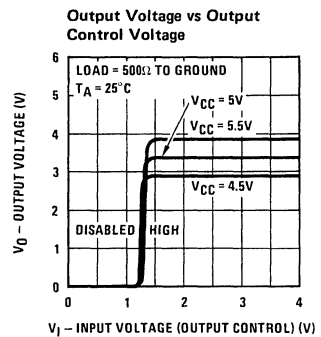 Output Voltage vs Output
Control Voltage
LOAD = 500Ω TO GROUND
TA = 25°C
VCC = 5V
VCC = 5.5V
VCC = 4.5V
DISABLED HIGH
6
5
4
3
2
1
0
0 1 2 3 4
VO – OUTPUT VOLTAGE (V)
VI – INPUT VOLTAGE (OUTPUT CONTROL) (V)